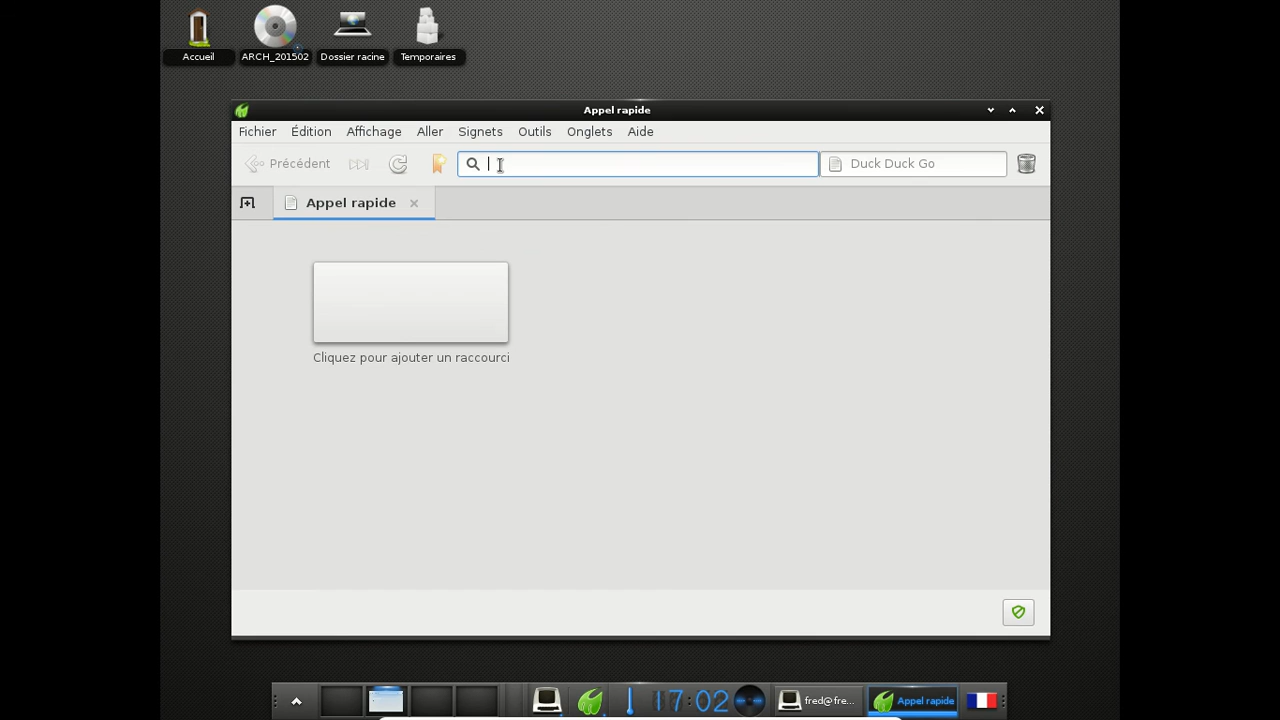 Accueil
ARCH_201502
Dossier racine
Temporaires
Appel rapide
Fichier Édition Affichage Aller Signets Outils Onglets Aide
Précédent
Duck Duck Go
Appel rapide
Cliquez pour ajouter un raccourci
17:02
fred@fre...
Appel rapide